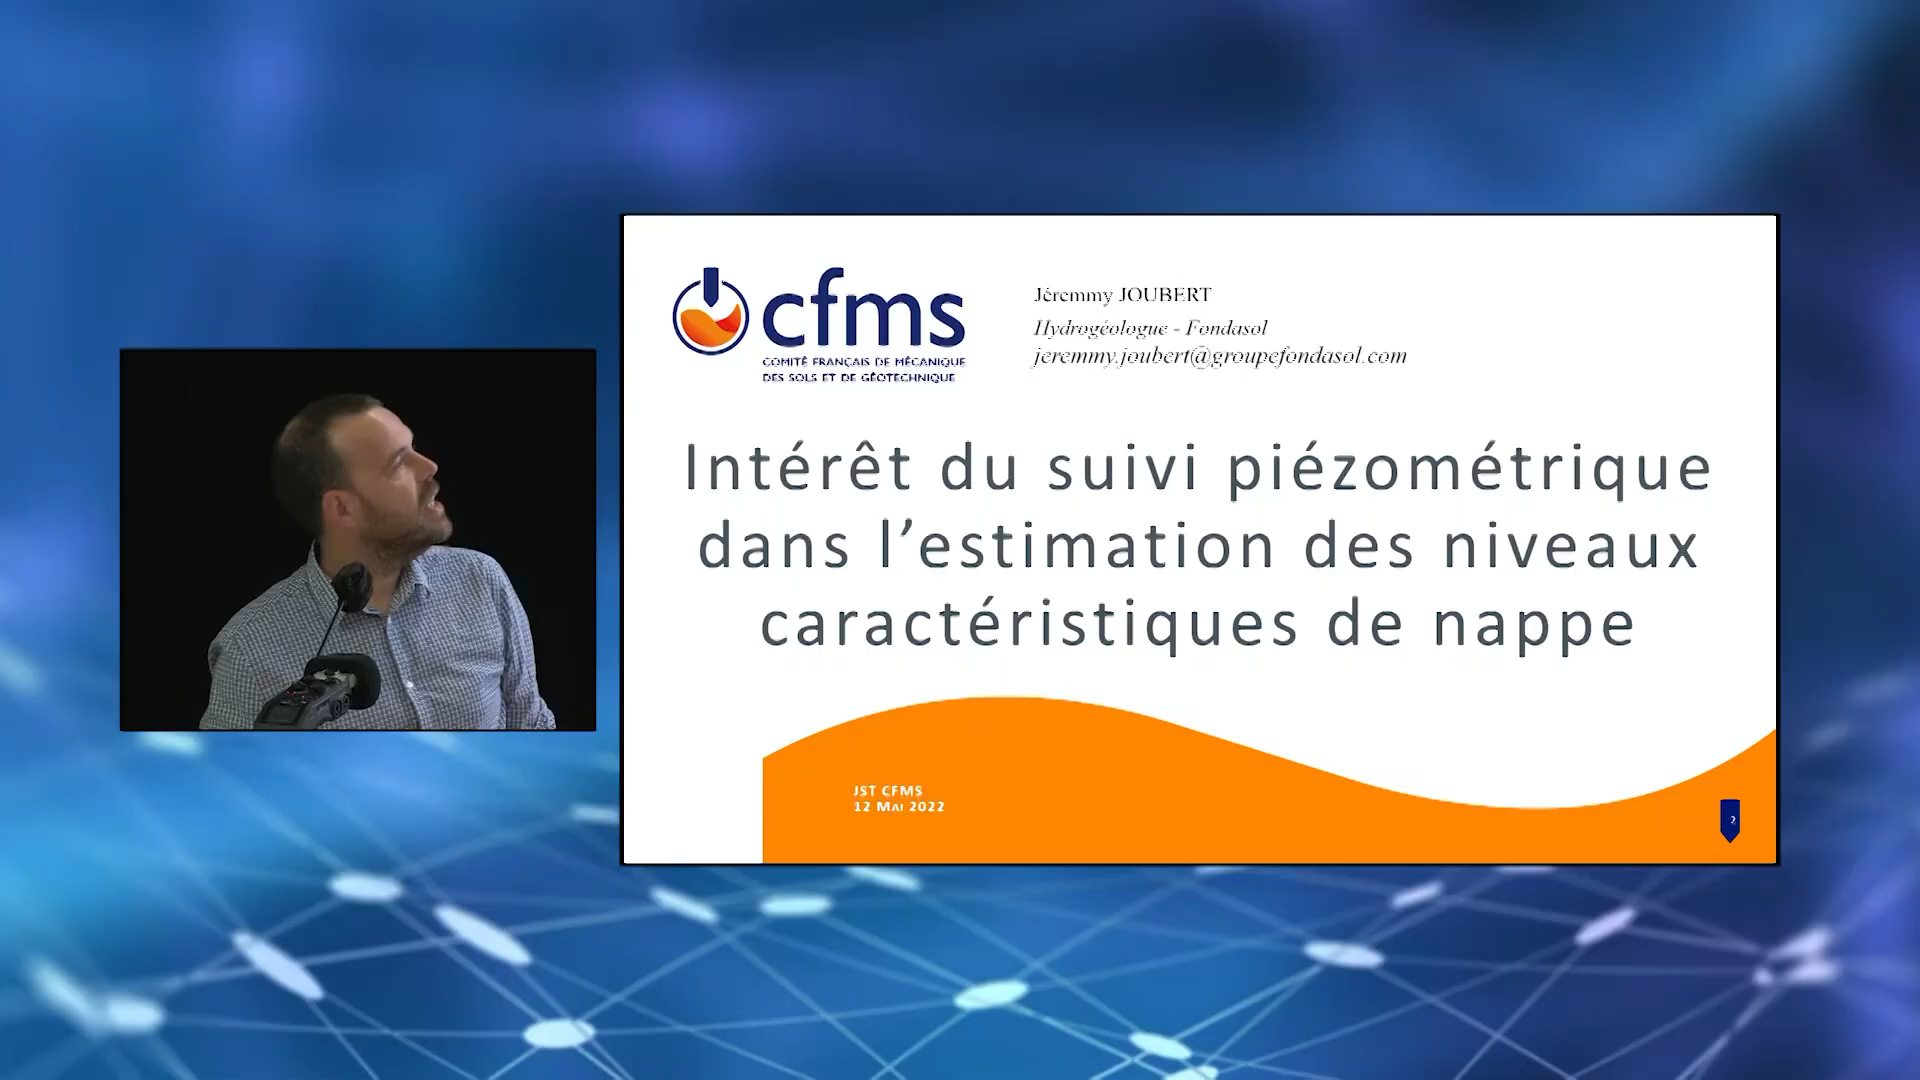 cfms
COMITÉ FRANÇAIS DE MÉCANIQUE
DES SOLS ET DE GÉOTECHNIQUE
Jéremmy JOUBERT
Hydrogéologue - Fondasol
jeremmy.joubert@groupefondasol.com
Intérêt du suivi piézométrique
dans l’estimation des niveaux
caractéristiques de nappe
JST CFMS
12 MAI 2022
2